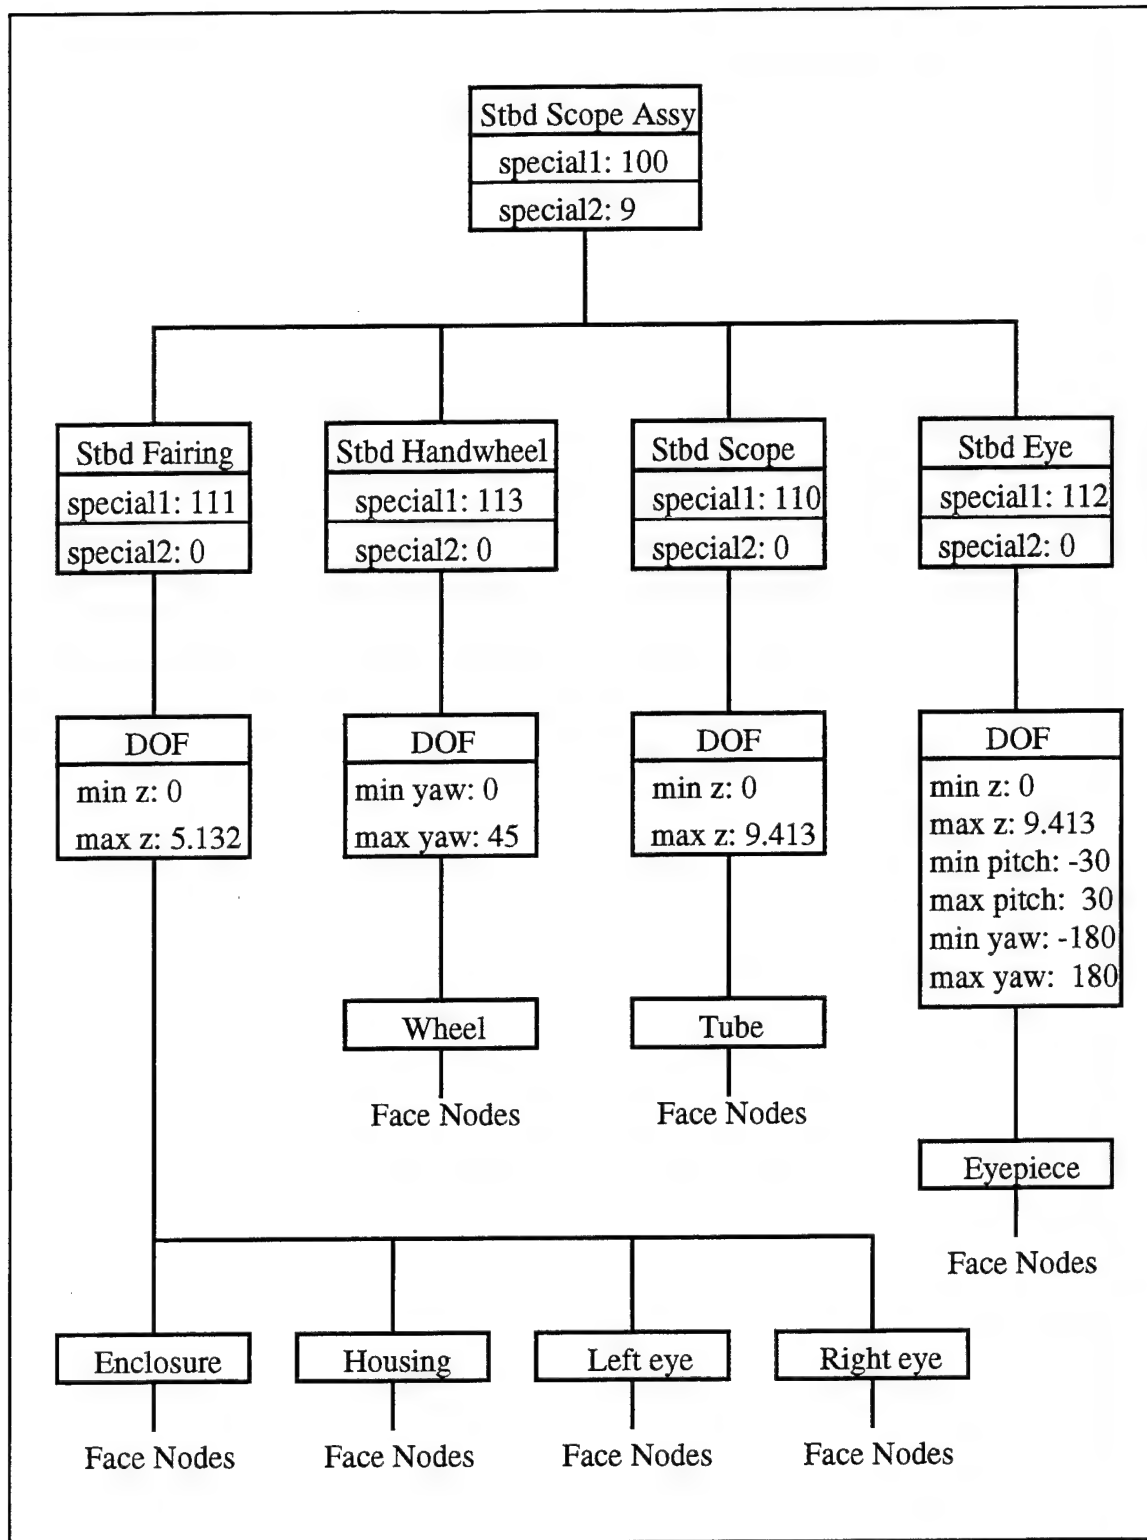 Stbd Scope Assy
special1: 100
special2: 9
Stbd Fairing
special1: 111
special2: 0
Stbd Handwheel
special1: 113
special2: 0
Stbd Scope
special1: 110
special2: 0
Stbd Eye
special1: 112
special2: 0
DOF
min z: 0
max z: 5.132
DOF
min yaw: 0
max yaw: 45
DOF
min z: 0
max z: 9.413
DOF
min z: 0
max z: 9.413
min pitch: -30
max pitch: 30
min yaw: -180
max yaw: 180
Wheel
Face Nodes
Tube
Face Nodes
Eyepiece
Face Nodes
Enclosure
Face Nodes
Housing
Face Nodes
Left eye
Face Nodes
Right eye
Face Nodes